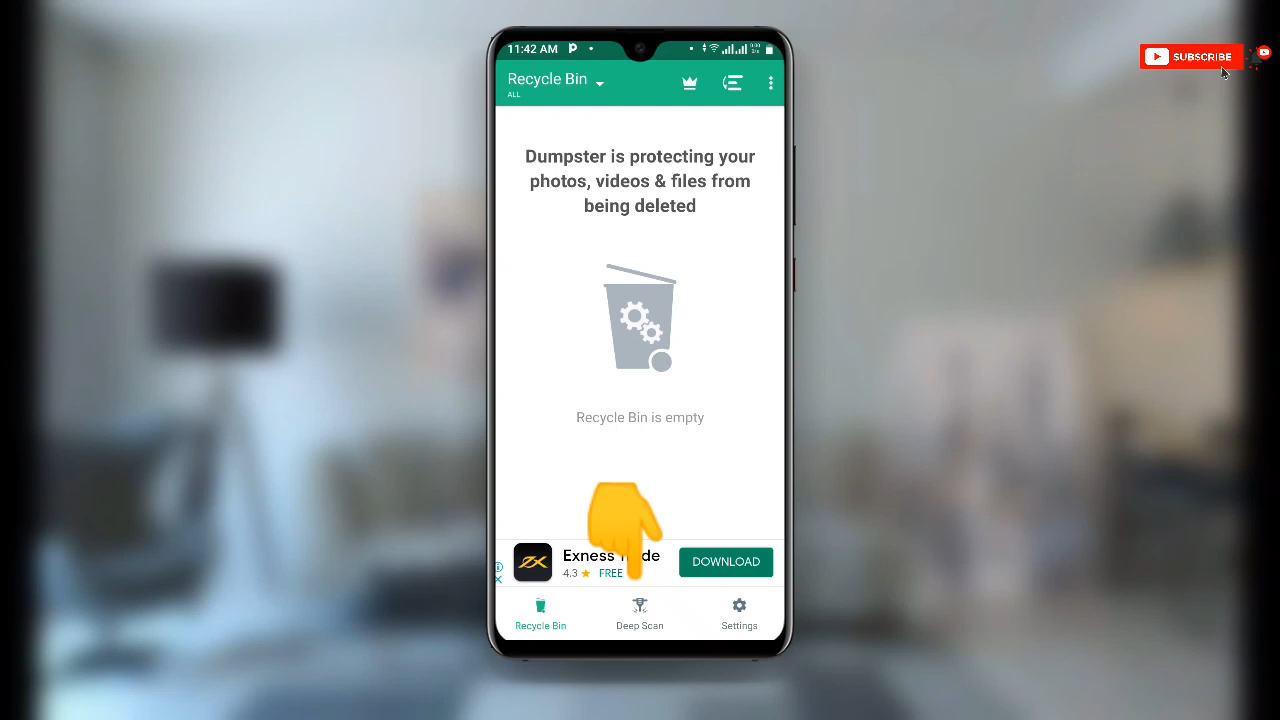 SUBSCRIBE
11:42 AM
Recycle Bin
ALL
Dumpster is protecting your
photos, videos & files from
being deleted
Recycle Bin is empty
Exness
4.3 ★ FREE
DOWNLOAD
Recycle Bin
Deep Scan
Settings